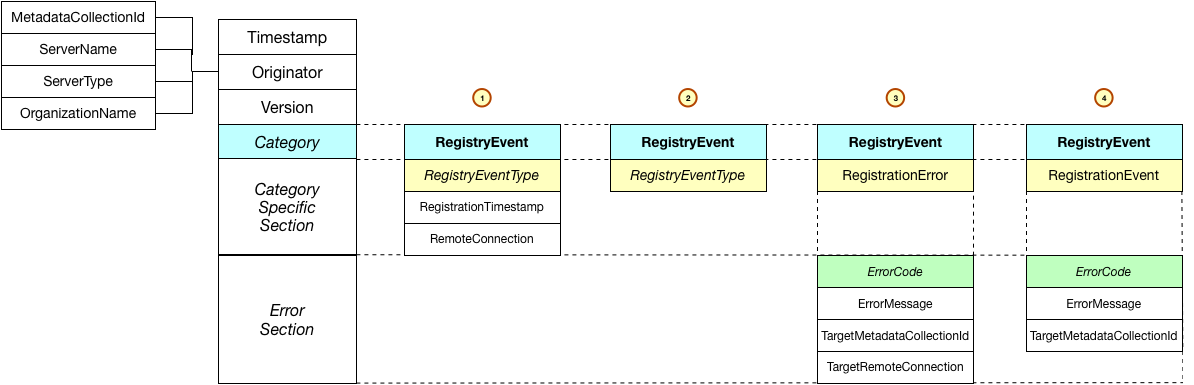 MetadataCollectionId
ServerName
ServerType
OrganizationName
Timestamp
Originator
Version
Category
Category
Specific
Section
Error
Section
1
RegistryEvent
RegistryEventType
RegistrationTimestamp
RemoteConnection
2
RegistryEvent
RegistryEventType
3
RegistryEvent
RegistrationError
ErrorCode
ErrorMessage
TargetMetadataCollectionId
TargetRemoteConnection
4
RegistryEvent
RegistrationEvent
ErrorCode
ErrorMessage
TargetMetadataCollectionId